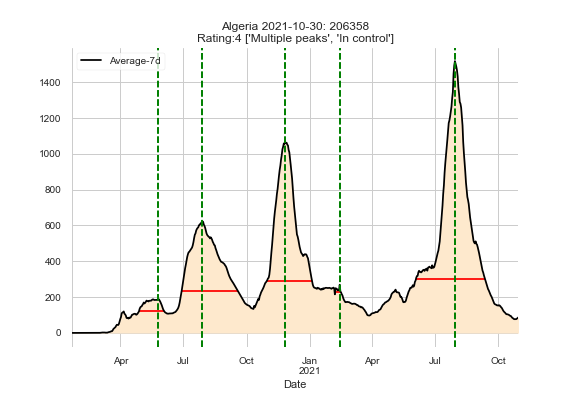 Algeria 2021-10-30: 206358
Rating:4 ['Multiple peaks', 'In control']
Average-7d
1400
1200
1000
800
600
400
200
0
Apr Jul Oct Jan Apr Jul Oct
2021
Date